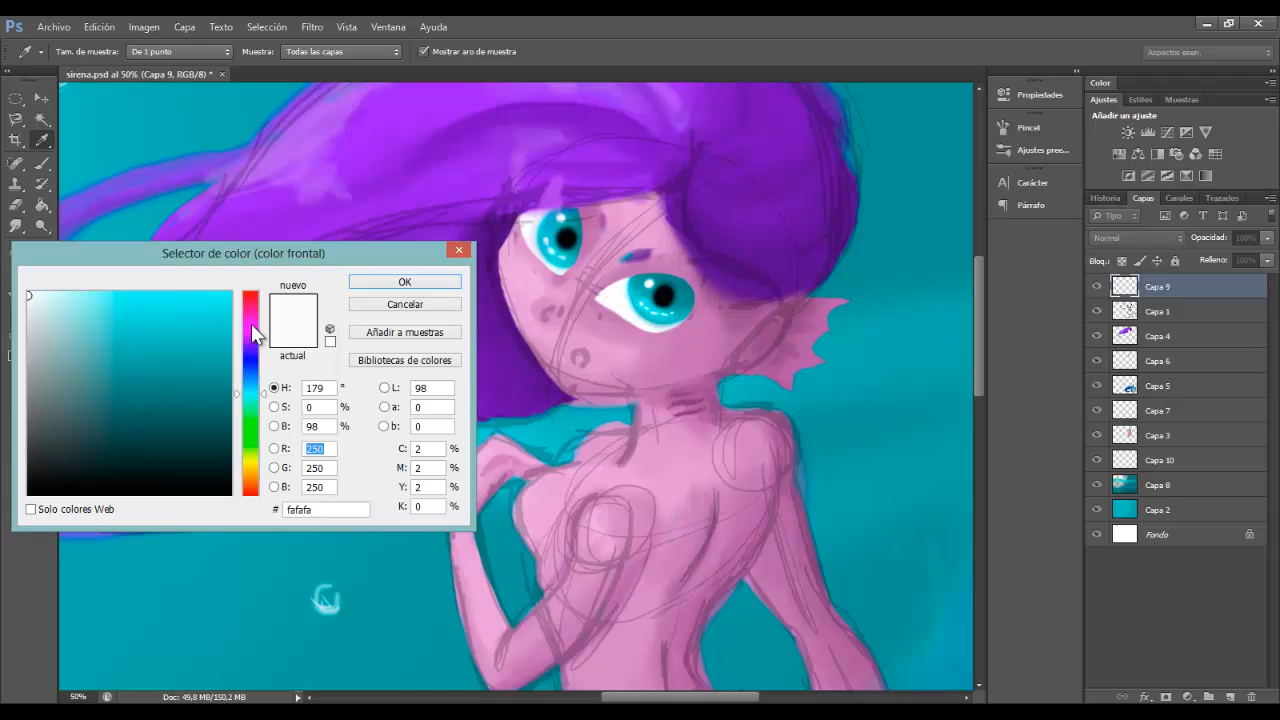 Ps Archivo Edición Imagen Capa Texto Selección Filtro Vista Ventana Ayuda
Tam. de muestra: De 1 punto Muestra: Todas las capas Mostrar aro de muestra Aspectos esen.
sirena.psd al 50% (Capa 9, RGB/8) *
Selector de color (color frontal)
nuevo
actual
OK
Cancelar
Añadir a muestras
Bibliotecas de colores
H: 179 °
S: 0 %
B: 98 %
R: 250
G: 250
B: 250
# fafafa
L: 98
a: 0
b: 0
C: 2 %
M: 2 %
Y: 2 %
K: 0 %
Solo colores Web
Propiedades
Pincel
Ajustes pree...
Carácter
Párrafo
Color
Ajustes Estilos Muestras
Añadir un ajuste
Historia Capas Canales Trazados
Tipo
Normal Opacidad: 100%
Bloq.: Relleno: 100%
Capa 9
Capa 1
Capa 4
Capa 6
Capa 5
Capa 7
Capa 3
Capa 10
Capa 8
Capa 2
Fondo
50% Doc: 49,8 MB/150,2 MB